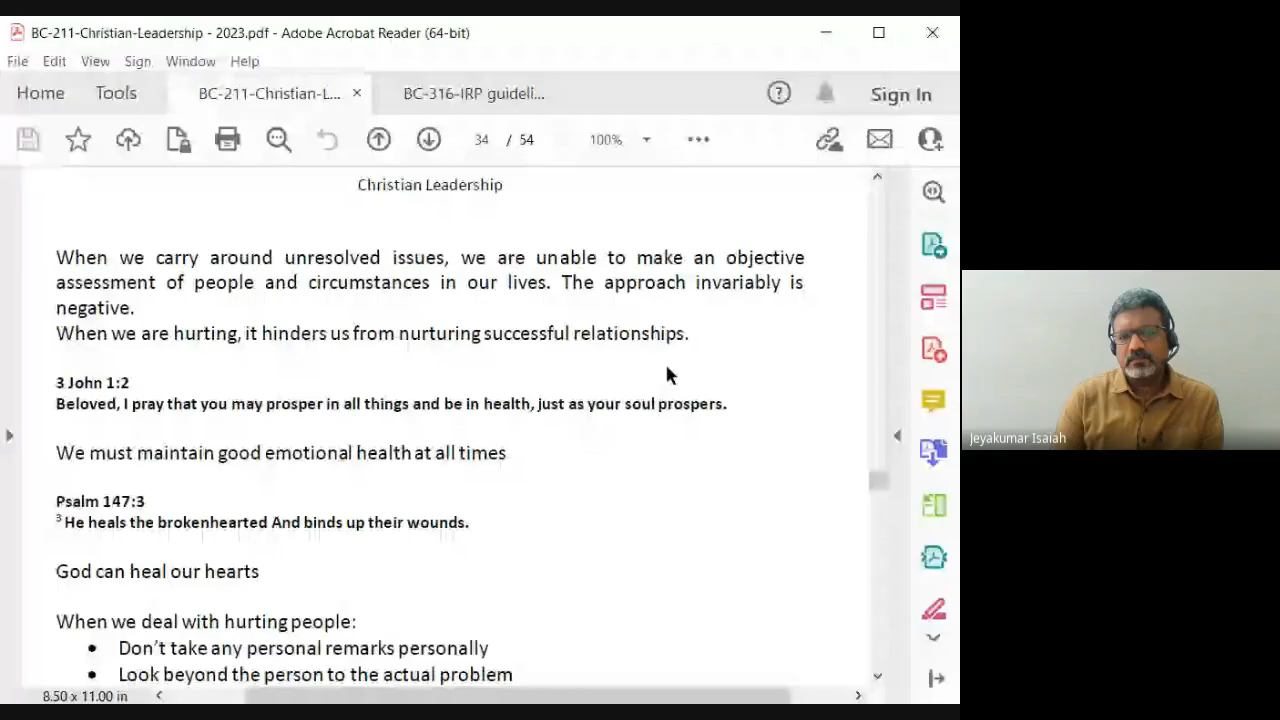 BC-211-Christian-Leadership - 2023.pdf - Adobe Acrobat Reader (64-bit)
File Edit View Sign Window Help
Home Tools BC-211-Christian-L... × BC-316-IRP guideli... Sign In
34 / 54 100%
Christian Leadership
When we carry around unresolved issues, we are unable to make an objective
assessment of people and circumstances in our lives. The approach invariably is
negative.
When we are hurting, it hinders us from nurturing successful relationships.
3 John 1:2
Beloved, I pray that you may prosper in all things and be in health, just as your soul prospers.
We must maintain good emotional health at all times
Psalm 147:3
3 He heals the brokenhearted And binds up their wounds.
God can heal our hearts
When we deal with hurting people:
• Don’t take any personal remarks personally
• Look beyond the person to the actual problem
8.50 x 11.00 in
Jeyakumar Isaiah